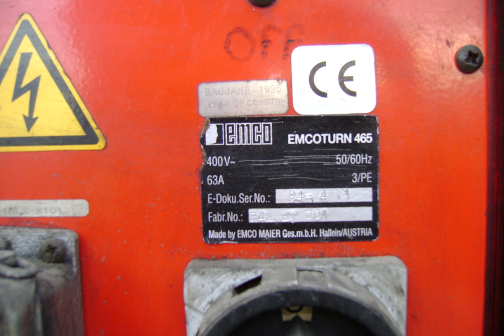 OFF
CE
BAUJAHR
emco
EMCOTURN 465
400V~ 50/60Hz
63A 3/PE
E-Doku.Ser.No.:
Fabr.No.:
Made by EMCO MAIER Ges.m.b.H. Hallein/AUSTRIA